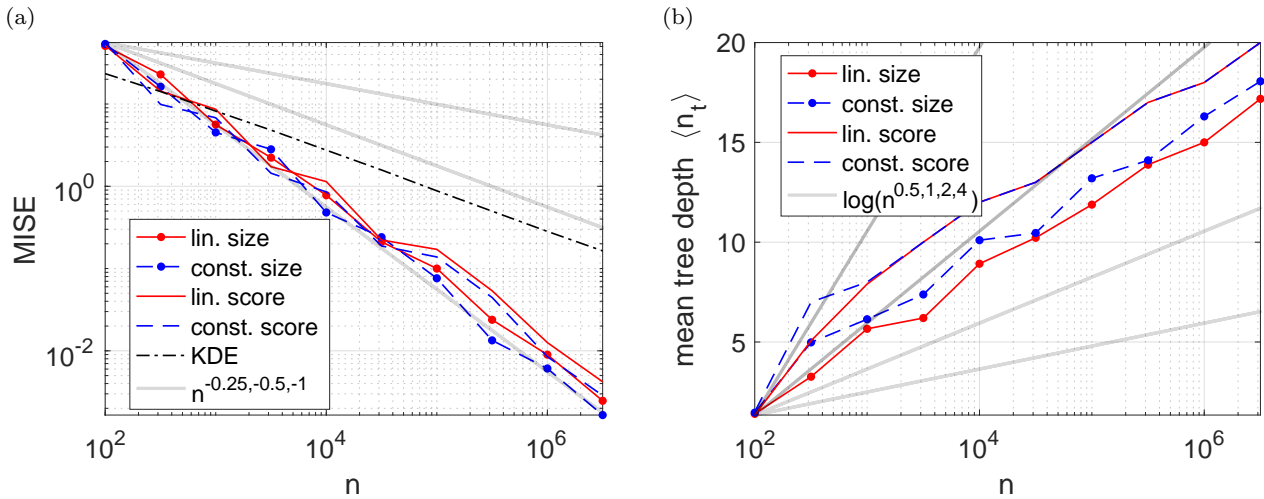 (a)
MISE
10^0
10^-2
10^2
10^4
10^6
n
lin. size
const. size
lin. score
const. score
KDE
n^-0.25,-0.5,-1
(b)
mean tree depth ⟨n_t⟩
20
15
10
5
10^2
10^4
10^6
n
lin. size
const. size
lin. score
const. score
log(n^0.5,1,2,4)